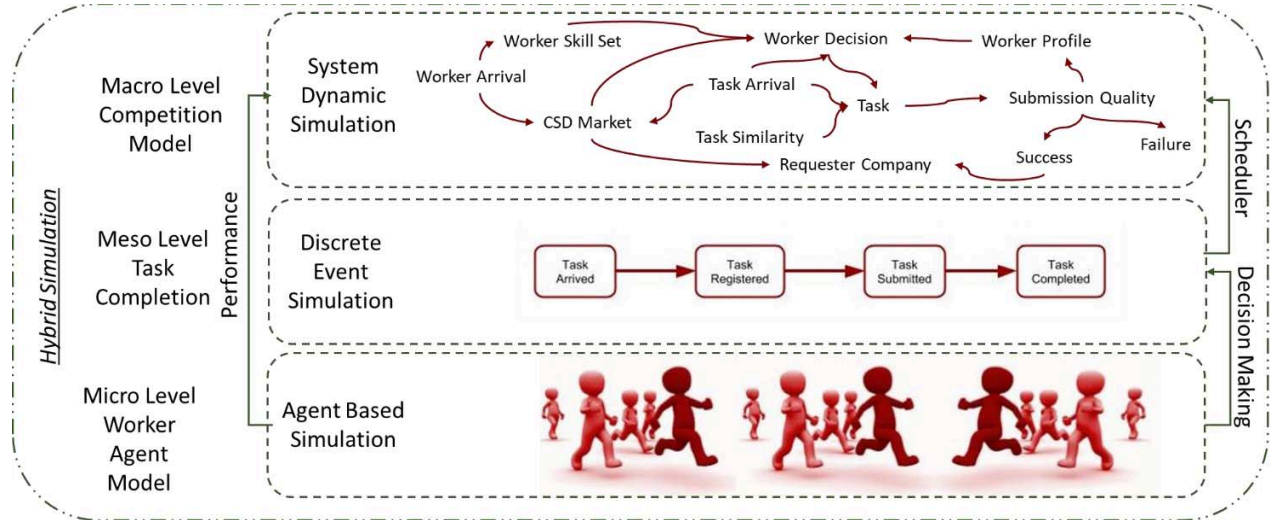 Hybrid Simulation
Macro Level
Competition
Model
Performance
System
Dynamic
Simulation
Worker Skill Set
Worker Decision
Worker Profile
Worker Arrival
Task Arrival
CSD Market
Task
Submission Quality
Task Similarity
Requester Company
Success
Failure
Scheduler
Meso Level
Task
Completion
Discrete
Event
Simulation
Task
Arrived
Task
Registered
Task
Submitted
Task
Completed
Decision Making
Micro Level
Worker
Agent
Model
Agent Based
Simulation